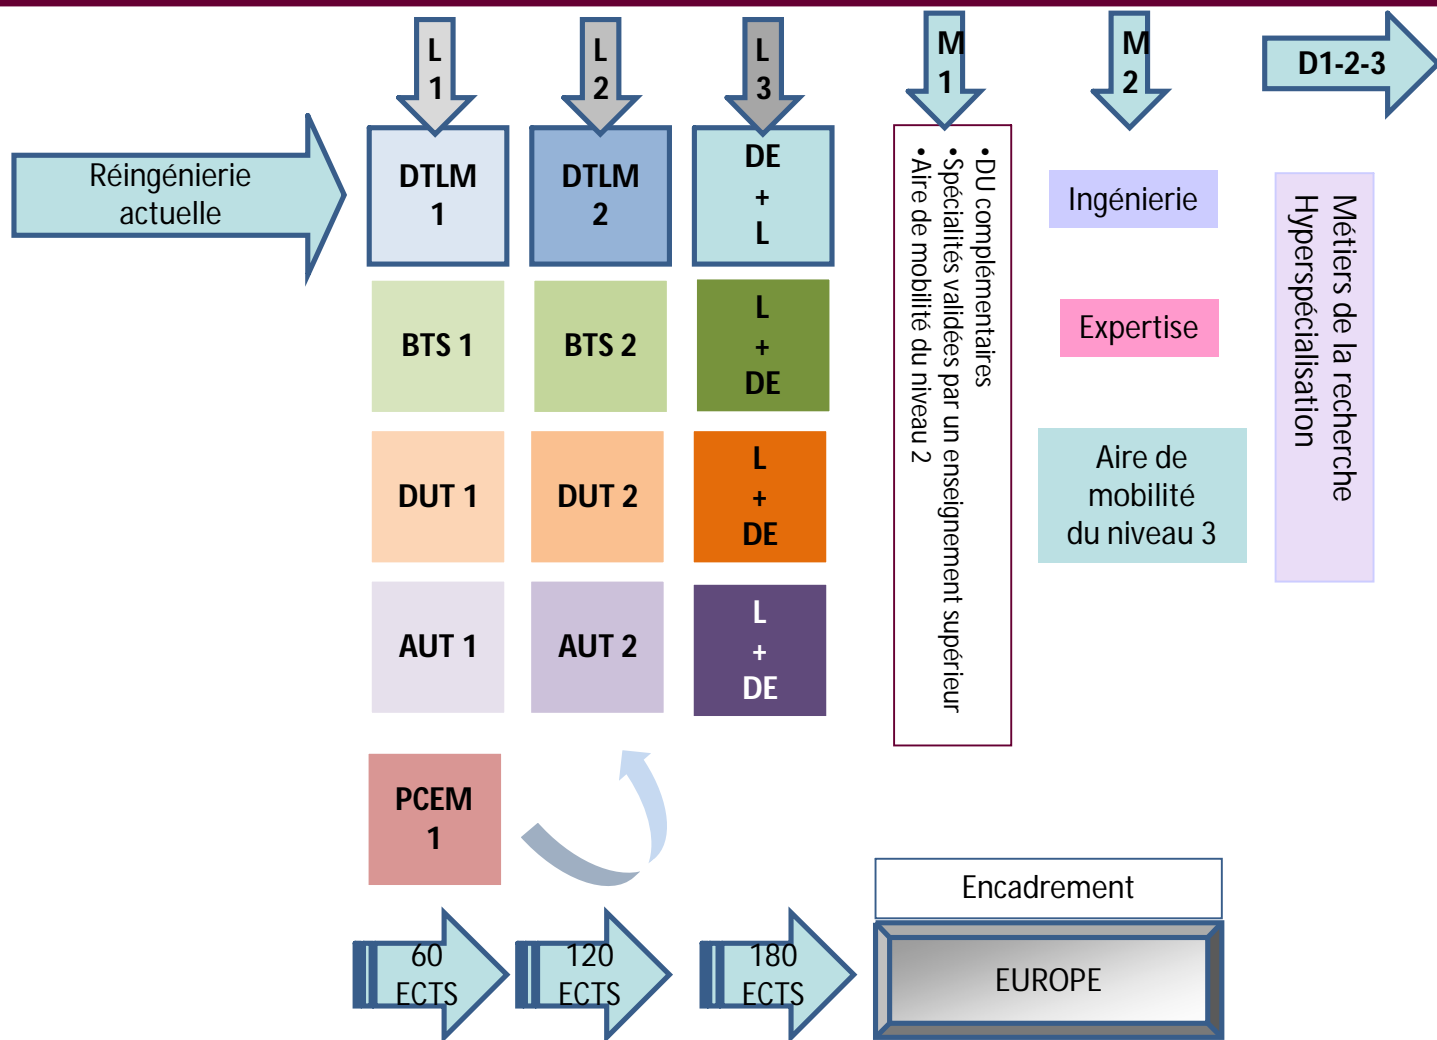 L
1
L
2
L
3
M
1
M
2
D1-2-3
Réingénierie
actuelle
DTLM
1
DTLM
2
DE
+
L
BTS 1
BTS 2
L
+
DE
DUT 1
DUT 2
L
+
DE
AUT 1
AUT 2
L
+
DE
PCEM
1
•DU complémentaires
•Spécialités validées par un enseignement supérieur
•Aire de mobilité du niveau 2
Ingénierie
Expertise
Aire de
mobilité
du niveau 3
Métiers de la recherche
Hyperspécialisation
60
ECTS
120
ECTS
180
ECTS
Encadrement
EUROPE